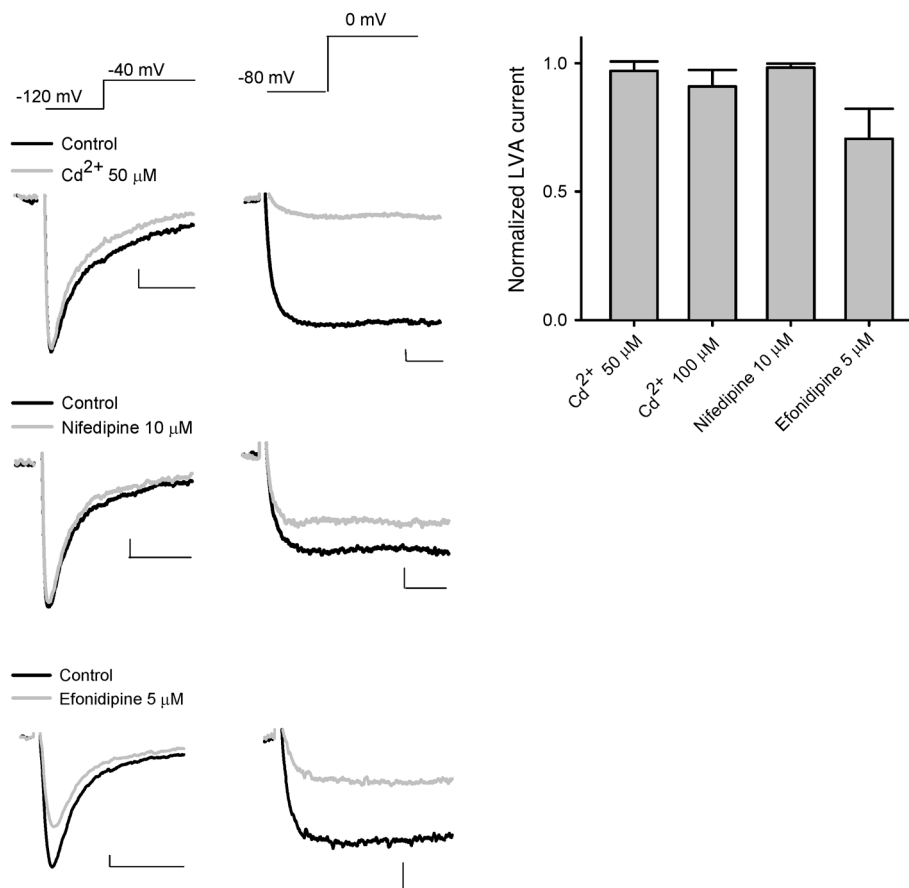 0 mV
-40 mV
-80 mV
-120 mV
Control
Cd2+ 50 μM
Control
Nifedipine 10 μM
Control
Efonidipine 5 μM
Normalized LVA current
1.0
0.5
0.0
Cd2+ 50 μM
Cd2+ 100 μM
Nifedipine 10 μM
Efonidipine 5 μM